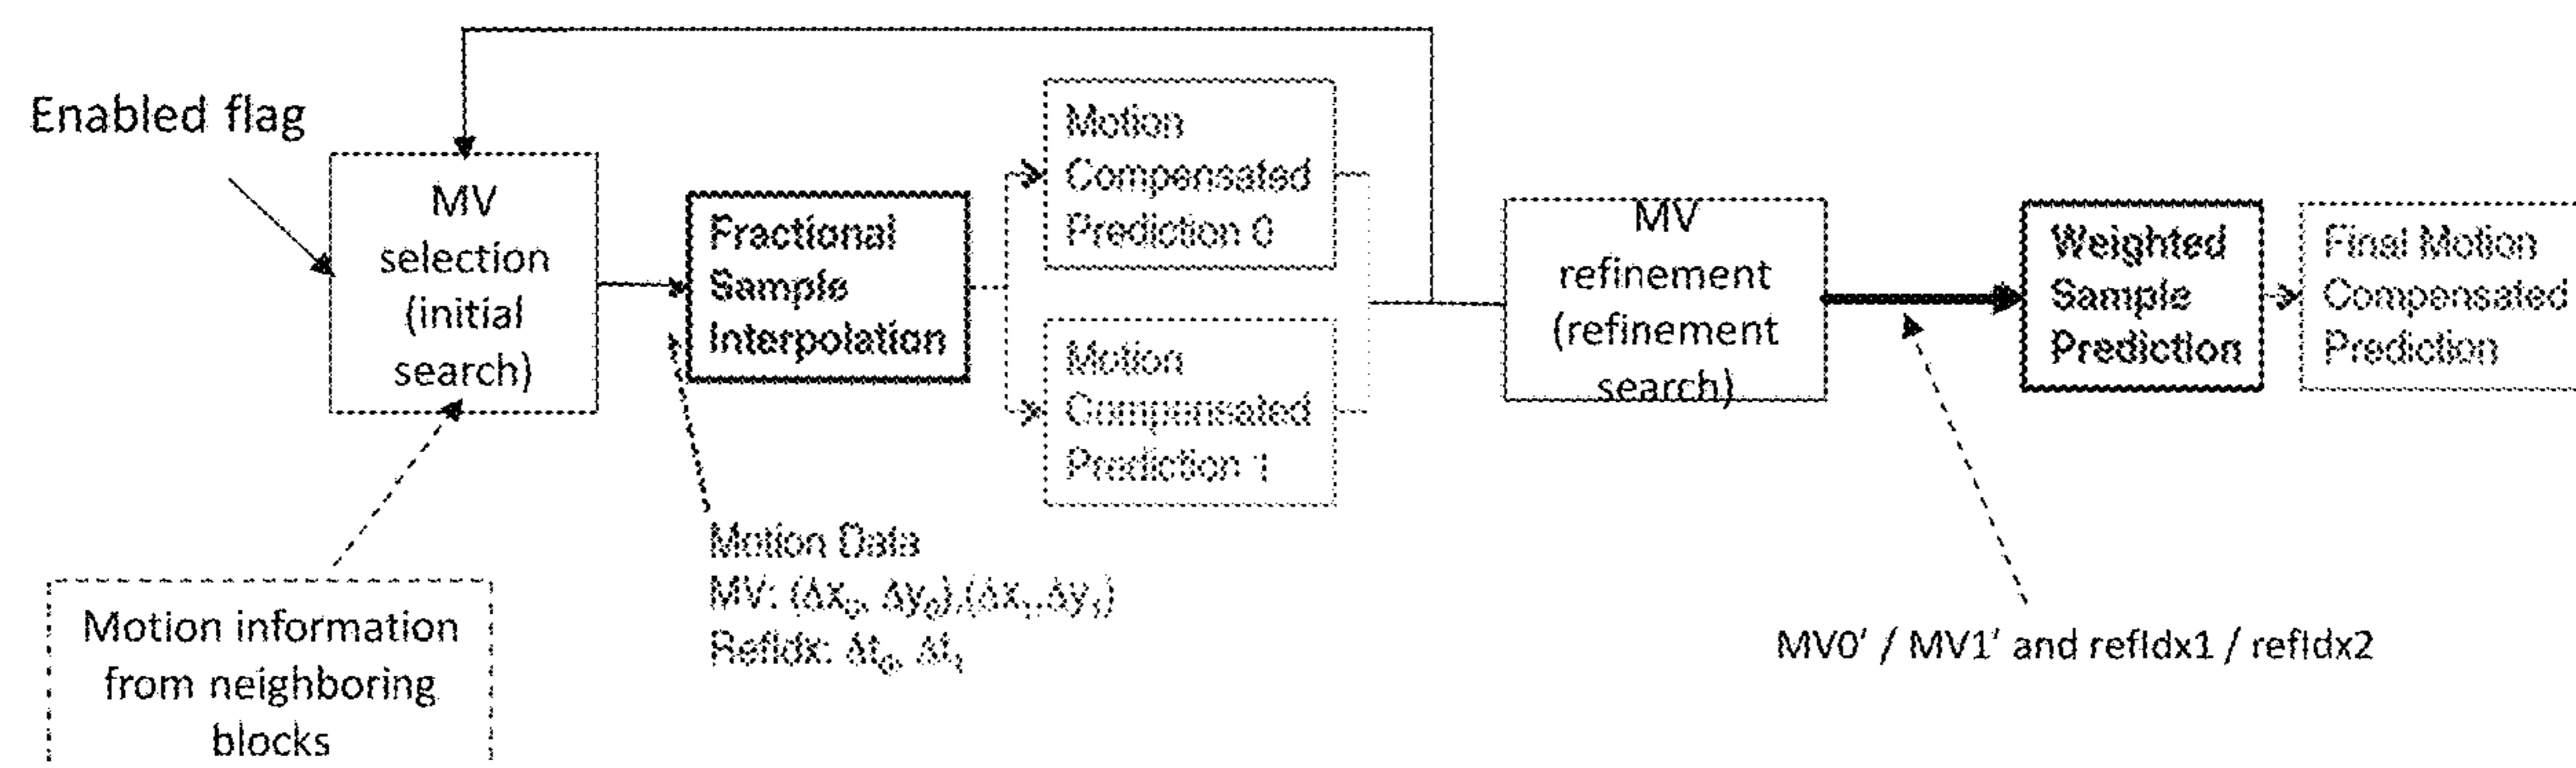 Enabled flag
MV
selection
(initial
search)
Fractional
Sample
Interpolation
Motion
Compensated
Prediction 0
Motion
Compensated
Prediction 1
MV
refinement
(refinement
search)
Weighted
Sample
Prediction
Final Motion
Compensated
Prediction
Motion Data
MV: (Δx₀, Δy₀),(Δx₁,Δy₁)
RefIdx: Δt₀, Δt₁
MV0' / MV1' and refIdx1 / refIdx2
Motion information
from neighboring
blocks